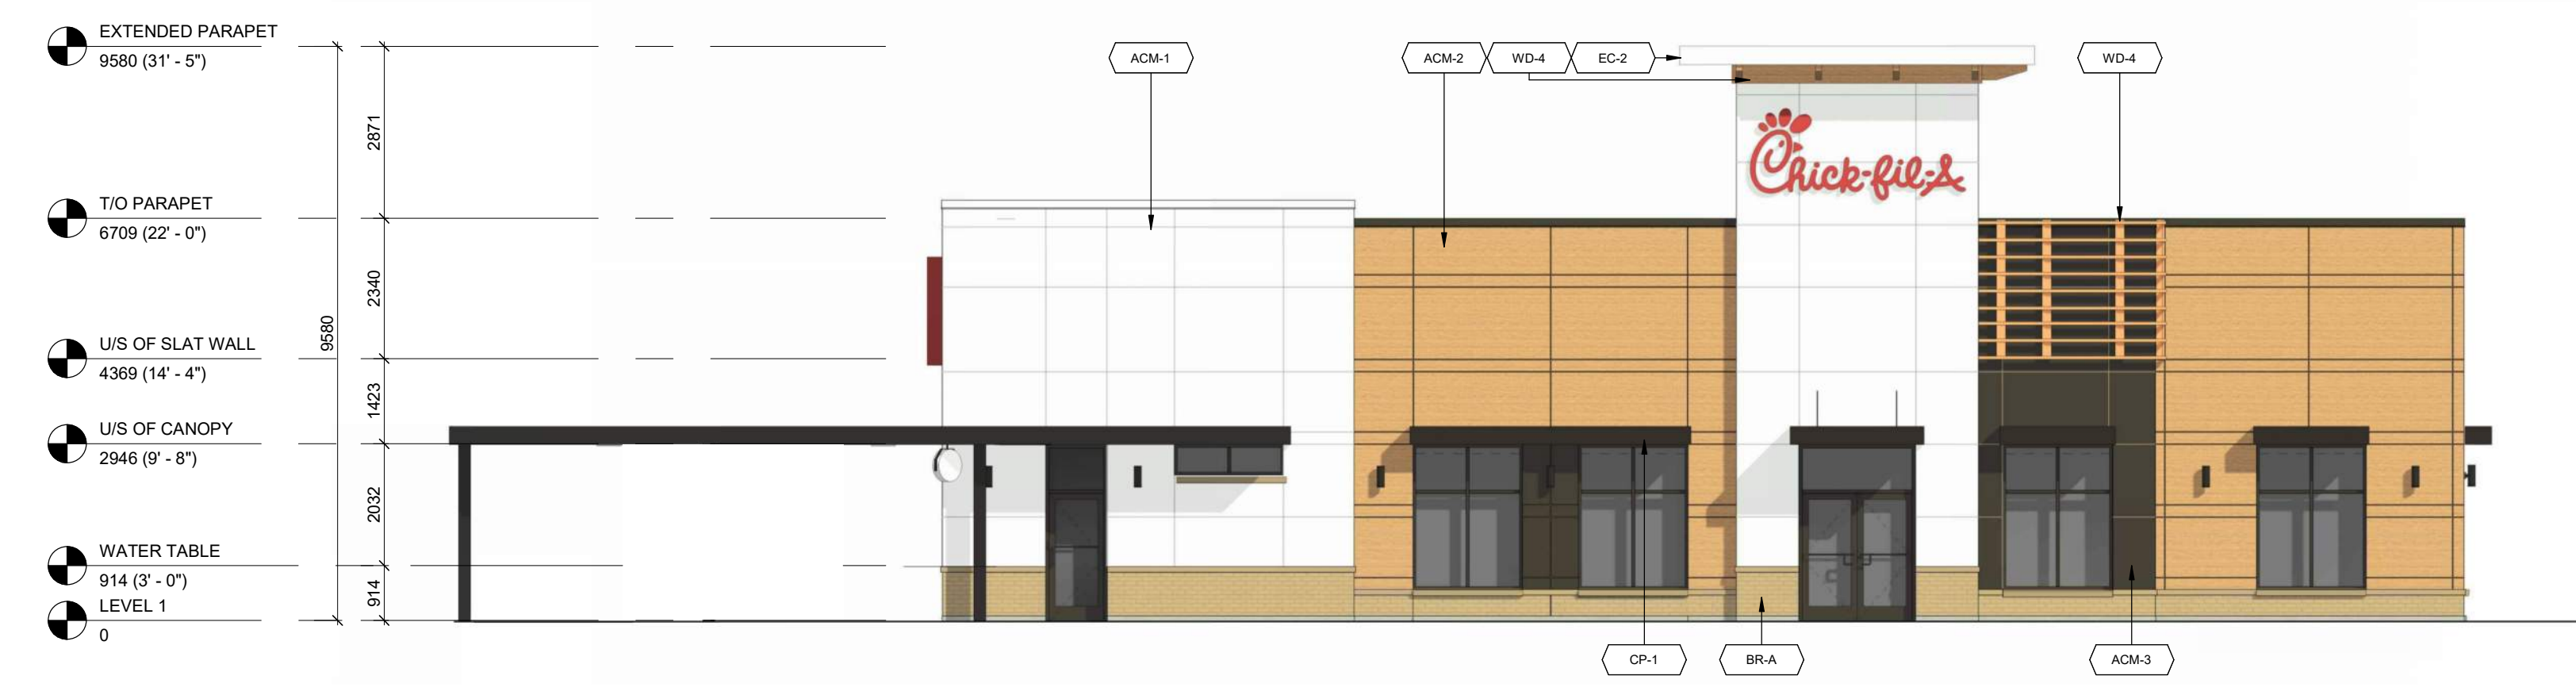 EXTENDED PARAPET
9580 (31' - 5")
T/O PARAPET
6709 (22' - 0")
U/S OF SLAT WALL
4369 (14' - 4")
U/S OF CANOPY
2946 (9' - 8")
WATER TABLE
914 (3' - 0")
LEVEL 1
0
9580
2871
2340
1423
2032
914
ACM-1
ACM-2
WD-4
EC-2
WD-4
Chick-fil-A
CP-1
BR-A
ACM-3